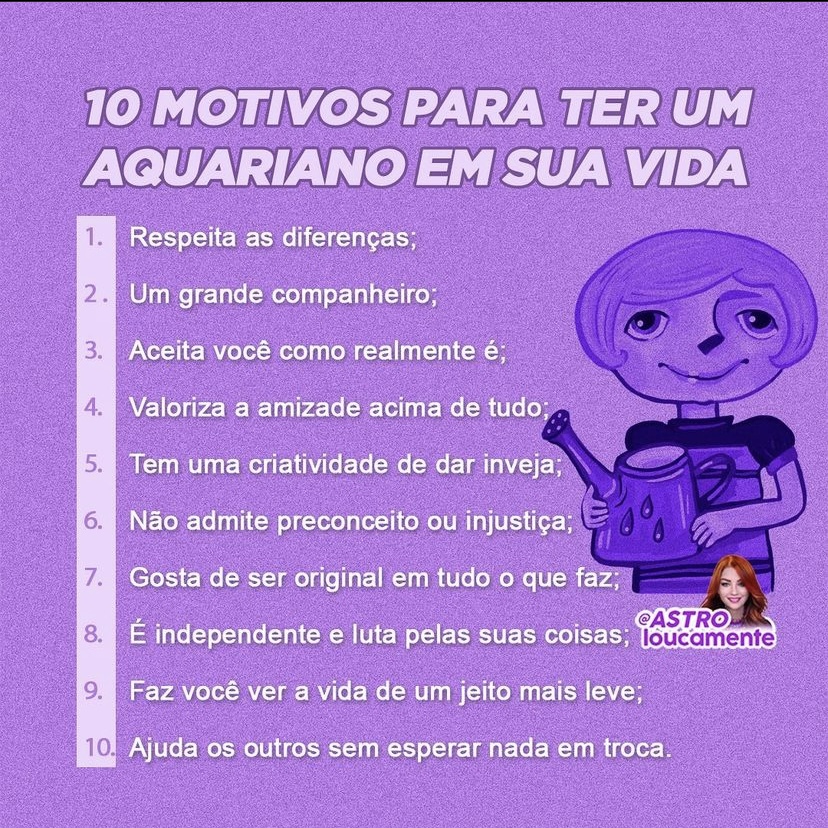 10 MOTIVOS PARA TER UM
AQUARIANO EM SUA VIDA
1. Respeita as diferenças;
2. Um grande companheiro;
3. Aceita você como realmente é;
4. Valoriza a amizade acima de tudo;
5. Tem uma criatividade de dar inveja;
6. Não admite preconceito ou injustiça;
7. Gosta de ser original em tudo o que faz;
8. É independente e luta pelas suas coisas;
@ASTRO
loucamente
9. Faz você ver a vida de um jeito mais leve;
10. Ajuda os outros sem esperar nada em troca.